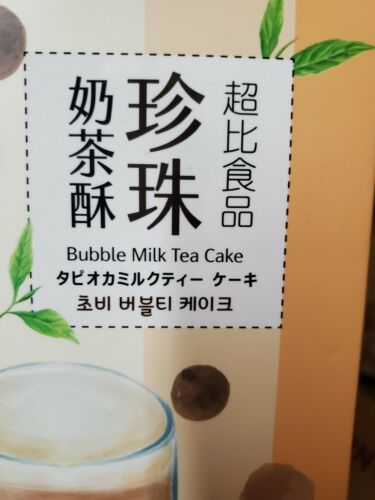 超比食品
珍珠
奶茶酥
Bubble Milk Tea Cake
タピオカミルクティー ケーキ
초비 버블티 케이크